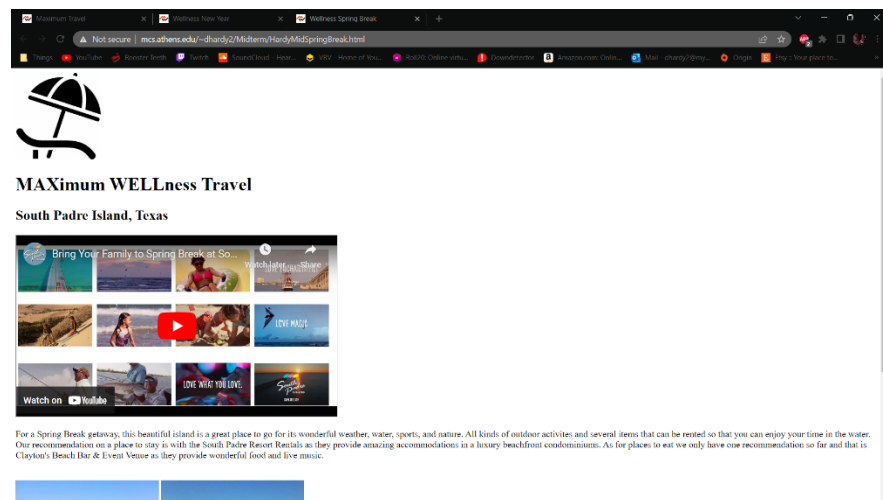 Maximum Travel
Wellness New Year
Wellness Spring Break
Not secure | mcs.athens.edu/~dhardy2/Midterm/HardyMidSpringBreak.html
Things
YouTube
Rooster Teeth
Twitch
SoundCloud - Hear...
VRV - Home of You...
Roll20: Online virtu...
Downdetector
Amazon.com: Onlin...
Mail - dhardy2@my...
Origin
Etsy :: Your place to...
MAXimum WELLness Travel
South Padre Island, Texas
Bring Your Family to Spring Break at So...
Watch later
Share
LOVE MAGIC
LOVE WHAT YOU LOVE.
South Padre
Watch on YouTube
For a Spring Break getaway, this beautiful island is a great place to go for its wonderful weather, water, sports, and nature. All kinds of outdoor activites and several items that can be rented so that you can enjoy your time in the water.
Our recommendation on a place to stay is with the South Padre Resort Rentals as they provide amazing accommodations in a luxury beachfront condominiums. As for places to eat we only have one recommendation so far and that is
Clayton's Beach Bar & Event Venue as they provide wonderful food and live music.